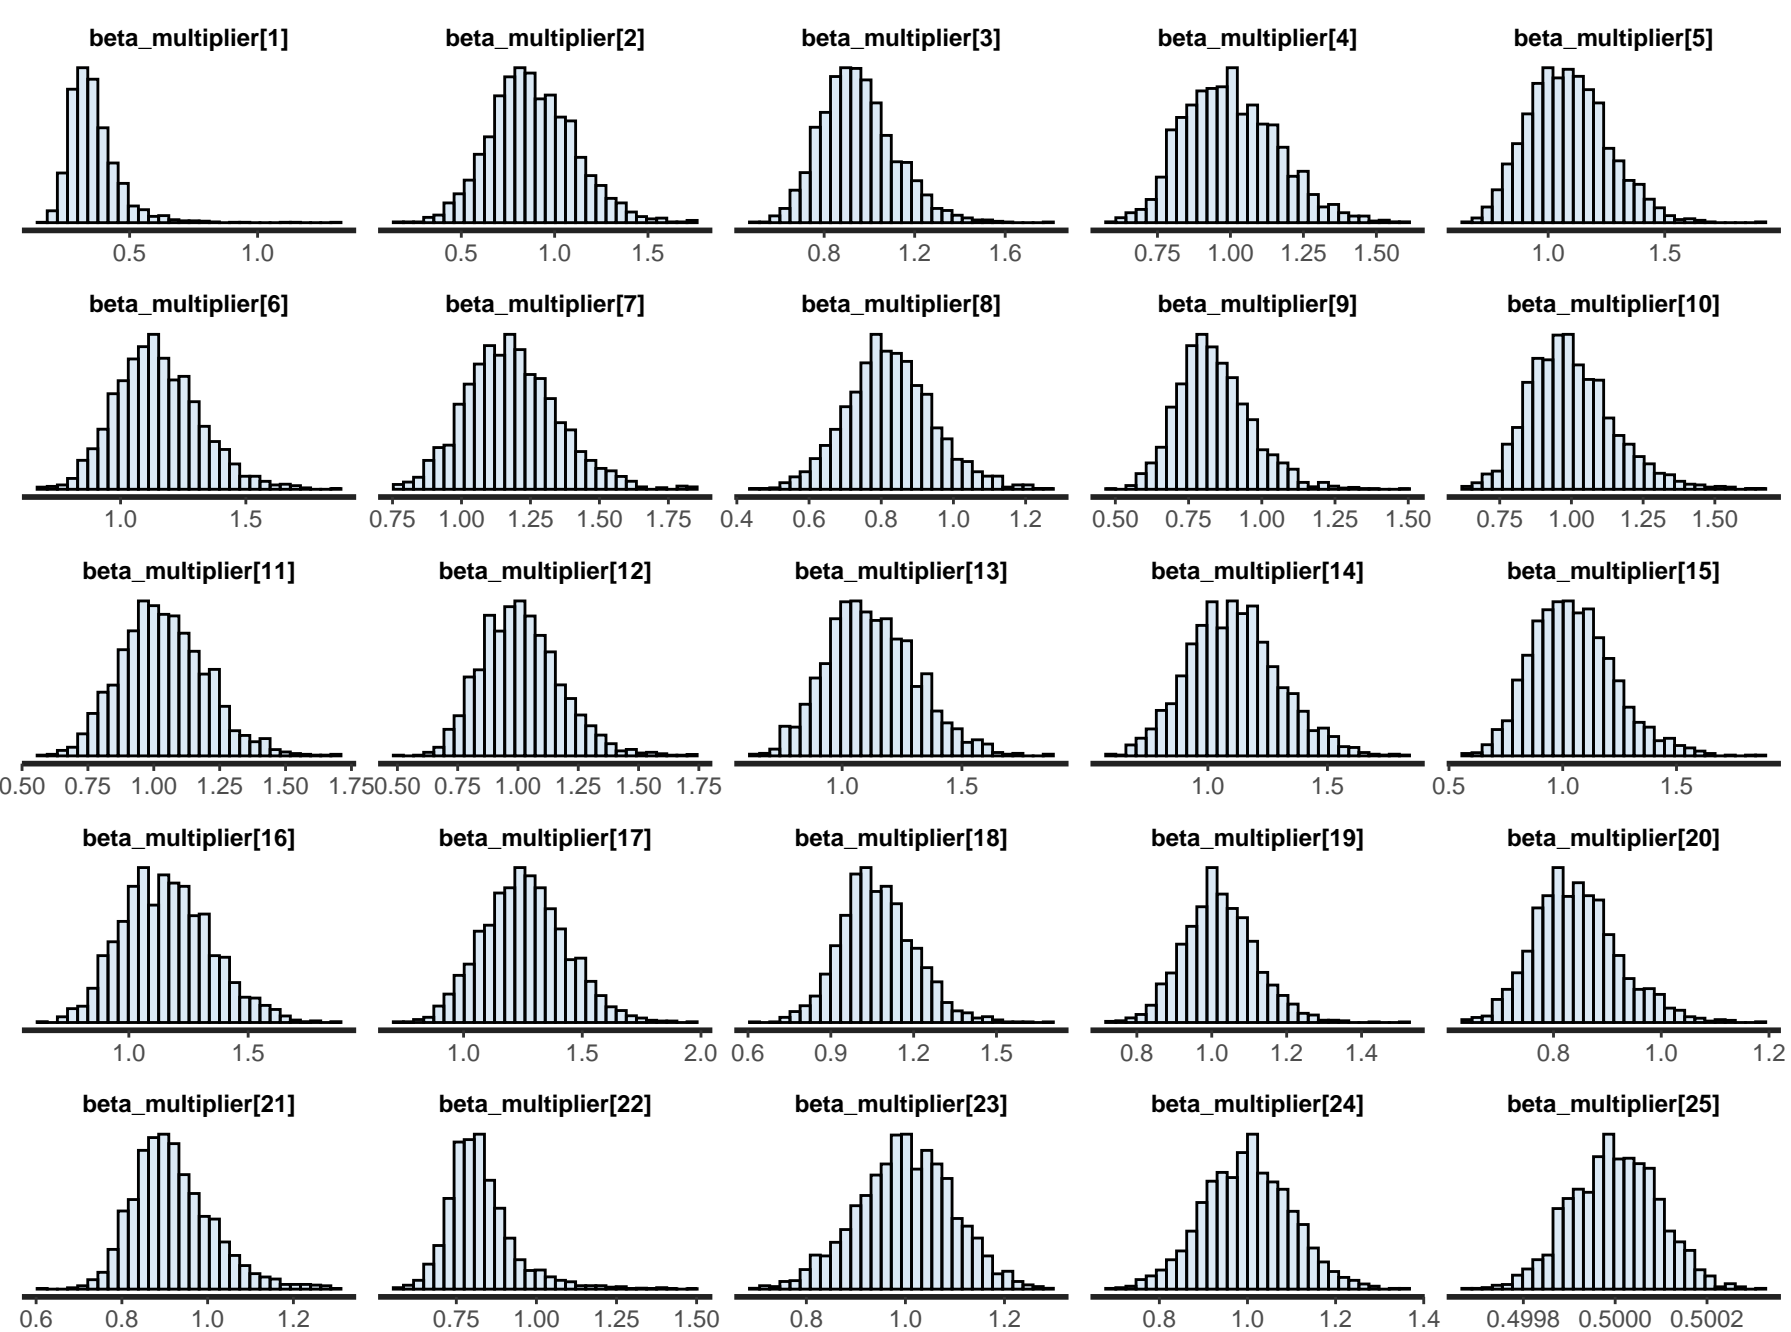 beta_multiplier[1] beta_multiplier[2] beta_multiplier[3] beta_multiplier[4] beta_multiplier[5]
0.5 1.0 0.5 1.0 1.5 0.8 1.2 1.6 0.75 1.00 1.25 1.50 1.0 1.5
beta_multiplier[6] beta_multiplier[7] beta_multiplier[8] beta_multiplier[9] beta_multiplier[10]
1.0 1.5 0.75 1.00 1.25 1.50 1.75 0.4 0.6 0.8 1.0 1.2 0.50 0.75 1.00 1.25 1.50 0.75 1.00 1.25 1.50
beta_multiplier[11] beta_multiplier[12] beta_multiplier[13] beta_multiplier[14] beta_multiplier[15]
0.50 0.75 1.00 1.25 1.50 1.75 0.50 0.75 1.00 1.25 1.50 1.75 1.0 1.5 1.0 1.5 0.5 1.0 1.5
beta_multiplier[16] beta_multiplier[17] beta_multiplier[18] beta_multiplier[19] beta_multiplier[20]
1.0 1.5 1.0 1.5 2.0 0.6 0.9 1.2 1.5 0.8 1.0 1.2 1.4 0.8 1.0 1.2
beta_multiplier[21] beta_multiplier[22] beta_multiplier[23] beta_multiplier[24] beta_multiplier[25]
0.6 0.8 1.0 1.2 0.75 1.00 1.25 1.50 0.8 1.0 1.2 0.8 1.0 1.2 1.4 0.4998 0.5000 0.5002